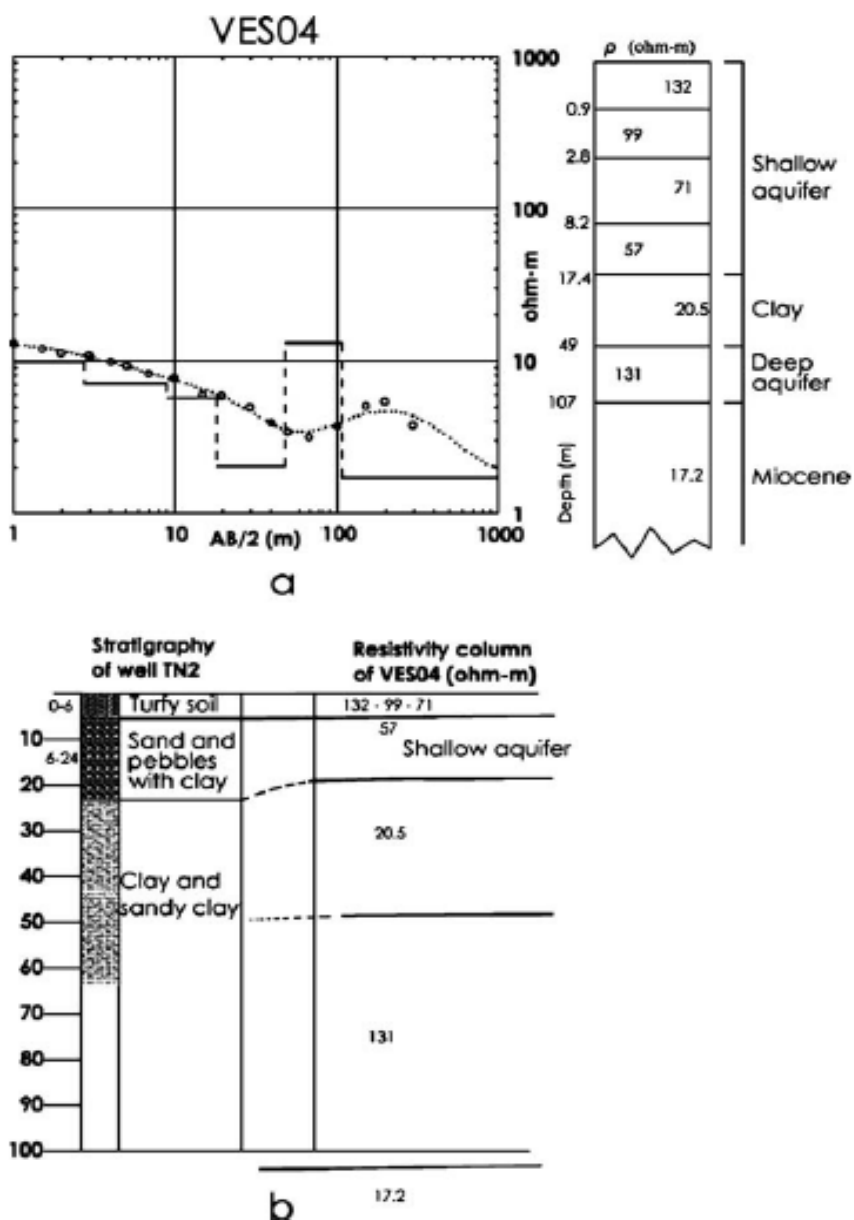 VES04
1000
100
ohm-m
10
1
1
10
100
1000
AB/2 (m)
a
ρ (ohm-m)
132
0.9
99
2.8
Shallow
aquifer
71
8.2
57
17.4
20.5
Clay
49
131
Deep
aquifer
107
Depth (m)
17.2
Miocene
Stratigraphy
of well TN2
Resistivity column
of VES04 (ohm-m)
0-6
Turfy soil
132 - 99 - 71
57
10
Sand and
pebbles
with clay
Shallow aquifer
6-24
20
30
20.5
40
Clay and
sandy clay
50
60
70
131
80
90
100
17.2
b